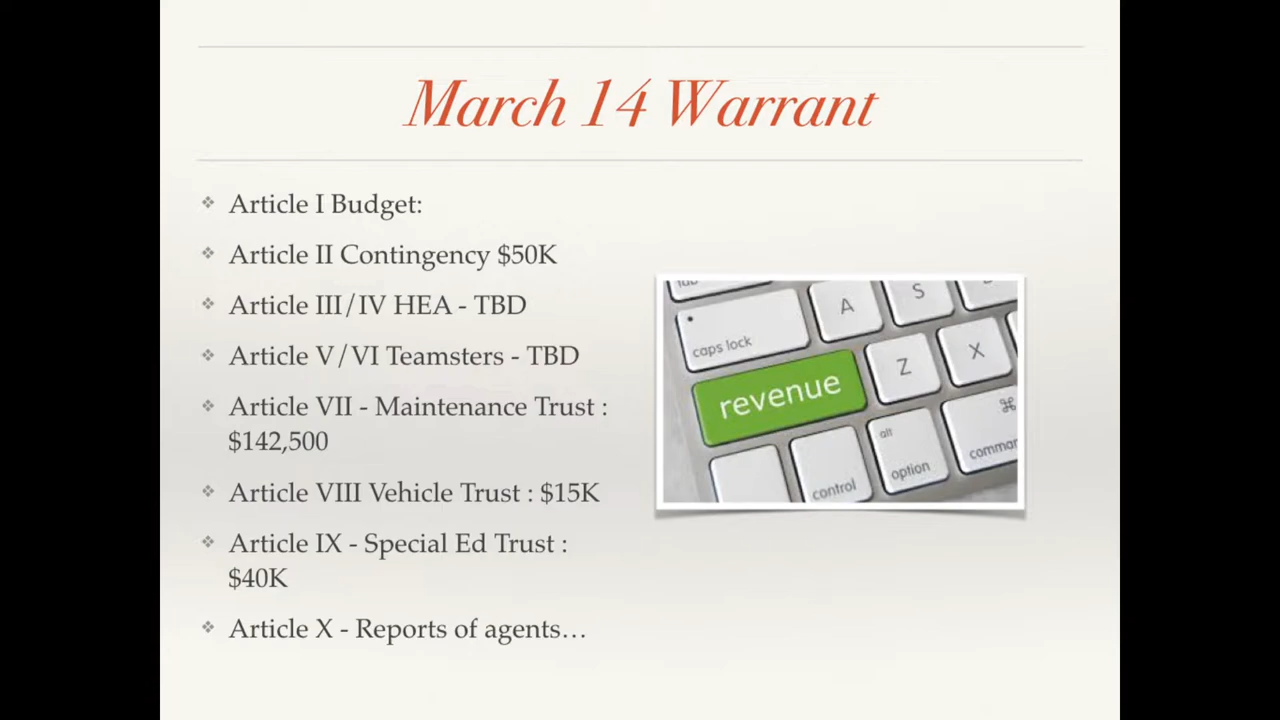 March 14 Warrant
Article I Budget:
Article II Contingency $50K
Article III/IV HEA - TBD
Article V/VI Teamsters - TBD
Article VII - Maintenance Trust :
$142,500
Article VIII Vehicle Trust : $15K
Article IX - Special Ed Trust :
$40K
Article X - Reports of agents…
A
S
caps lock
revenue
Z
X
⌘
alt
control
option